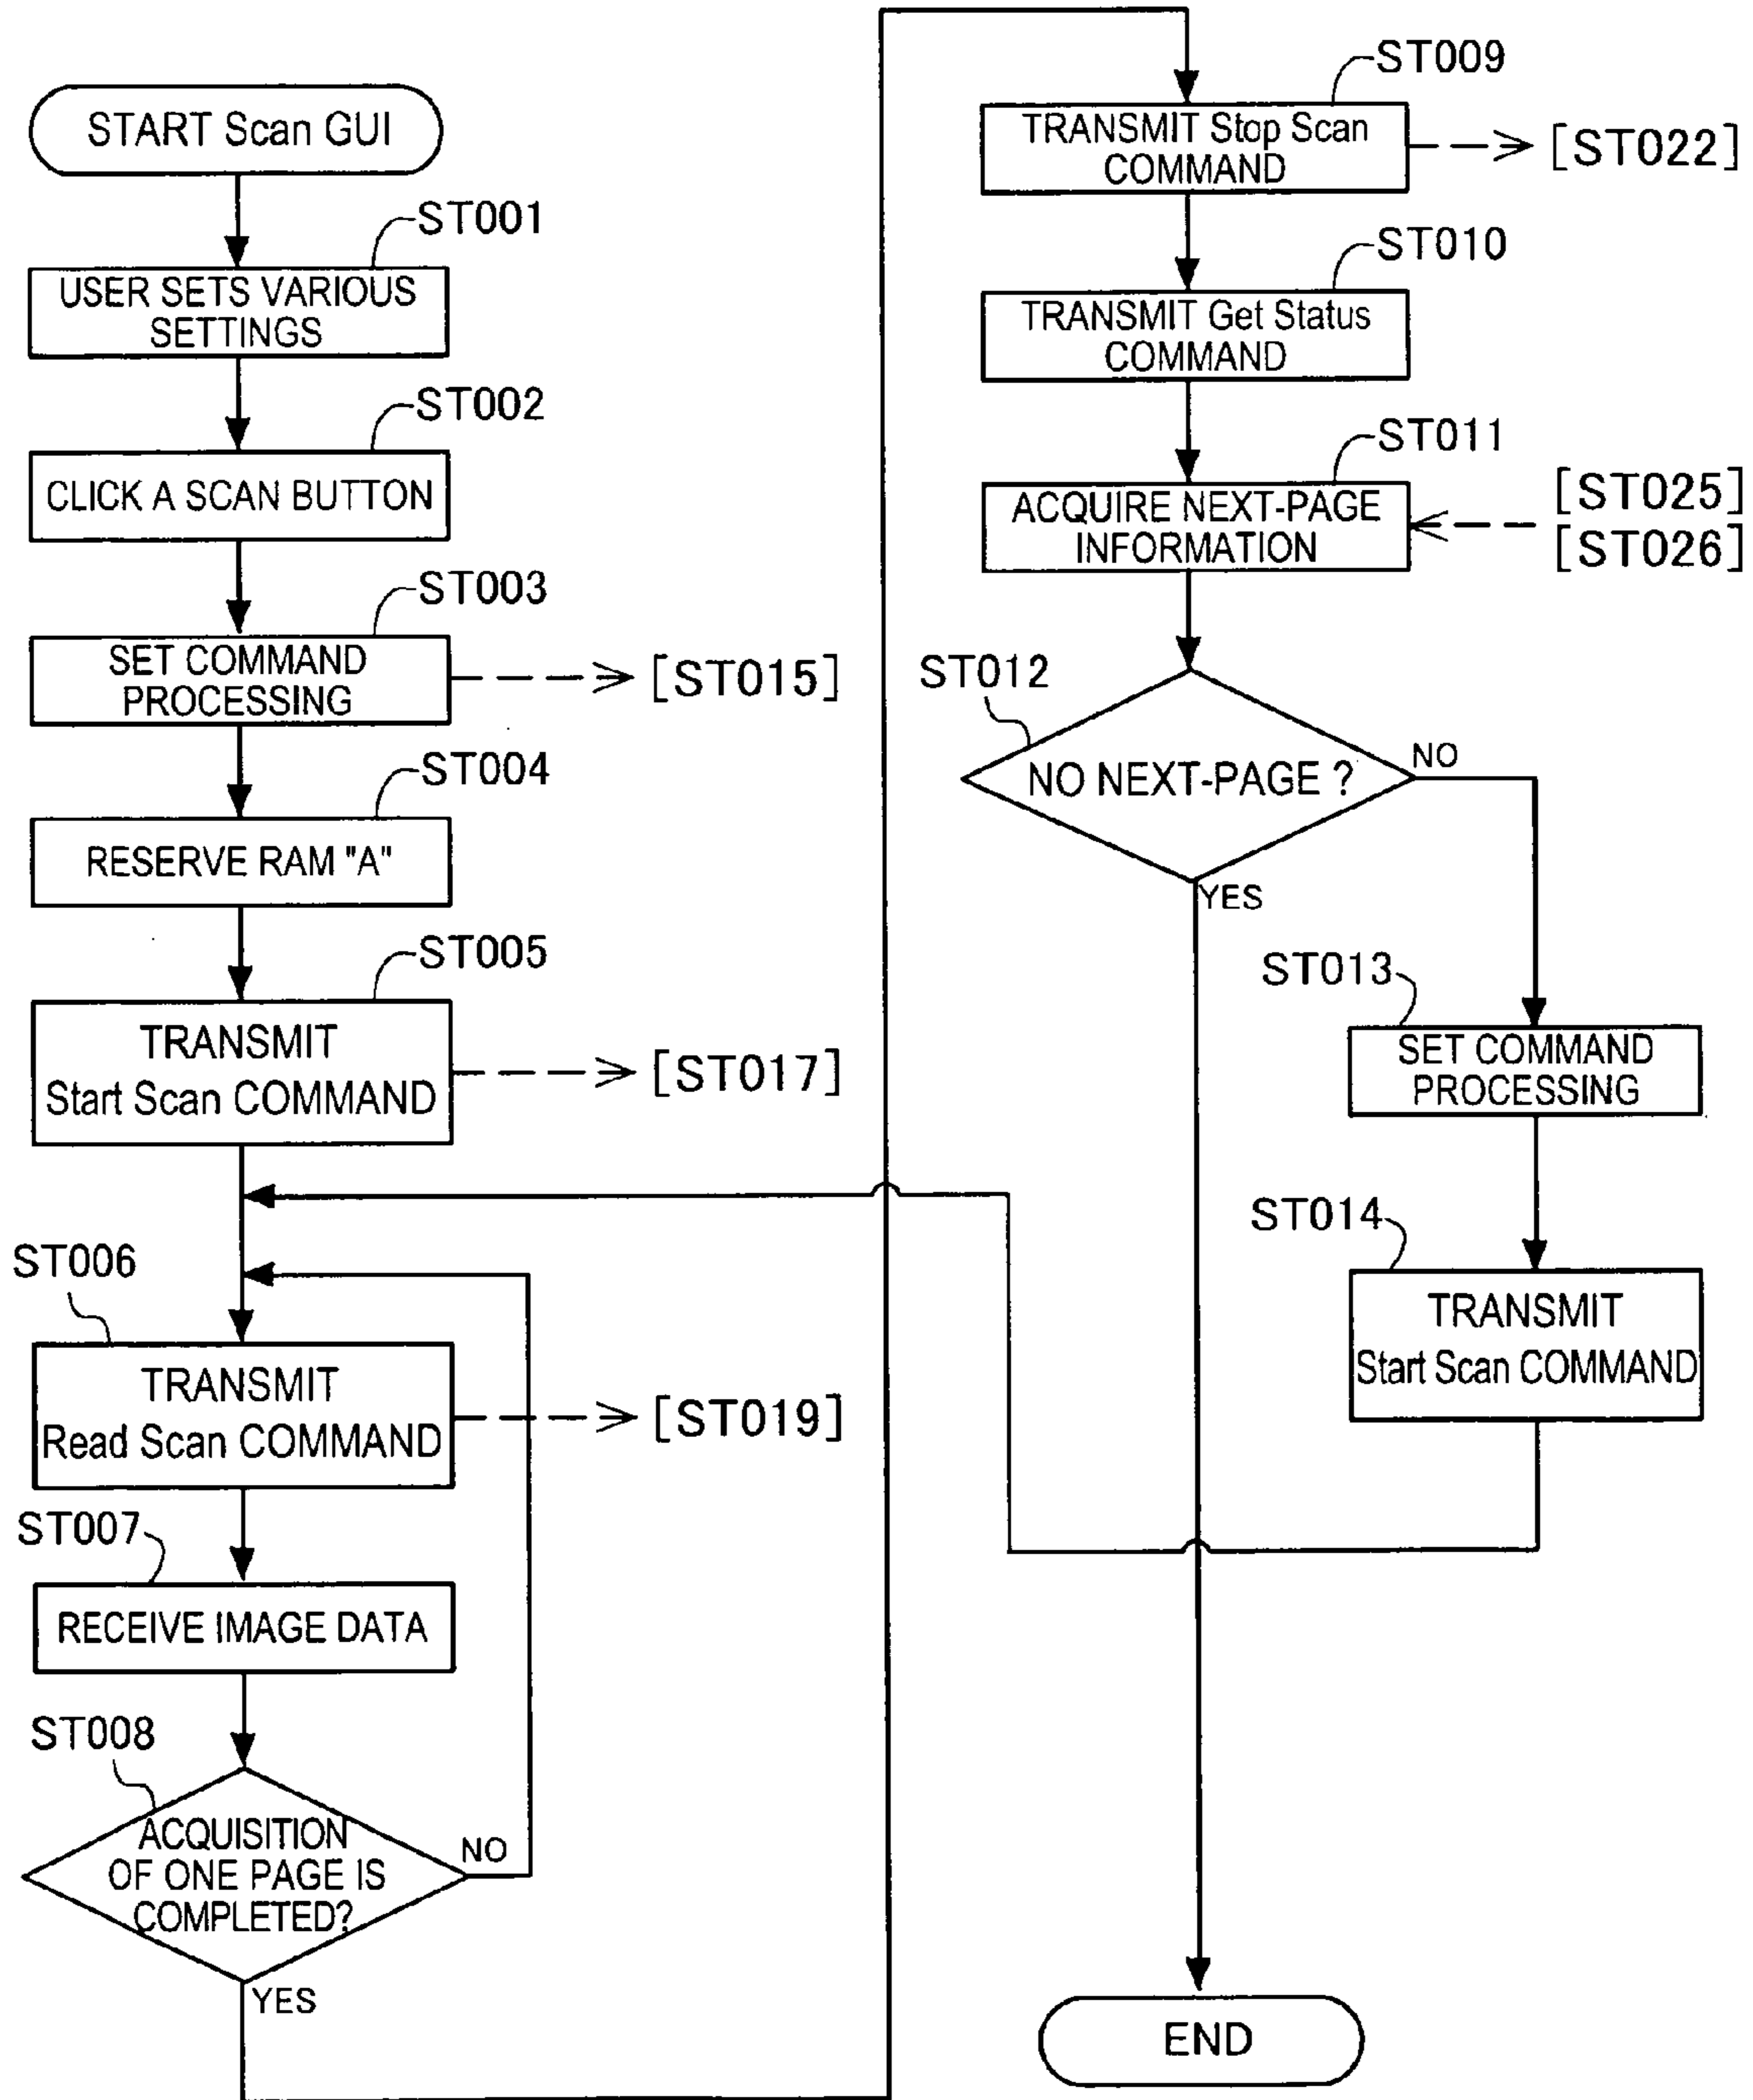 START Scan GUI
ST001
USER SETS VARIOUS
SETTINGS
ST002
CLICK A SCAN BUTTON
ST003
SET COMMAND
PROCESSING
[ST015]
ST004
RESERVE RAM "A"
ST005
TRANSMIT
Start Scan COMMAND
[ST017]
ST006
TRANSMIT
Read Scan COMMAND
[ST019]
ST007
RECEIVE IMAGE DATA
ST008
ACQUISITION
OF ONE PAGE IS
COMPLETED?
NO
YES
ST009
TRANSMIT Stop Scan
COMMAND
[ST022]
ST010
TRANSMIT Get Status
COMMAND
ST011
ACQUIRE NEXT-PAGE
INFORMATION
[ST025]
[ST026]
ST012
NO NEXT-PAGE ?
NO
YES
ST013
SET COMMAND
PROCESSING
ST014
TRANSMIT
Start Scan COMMAND
END